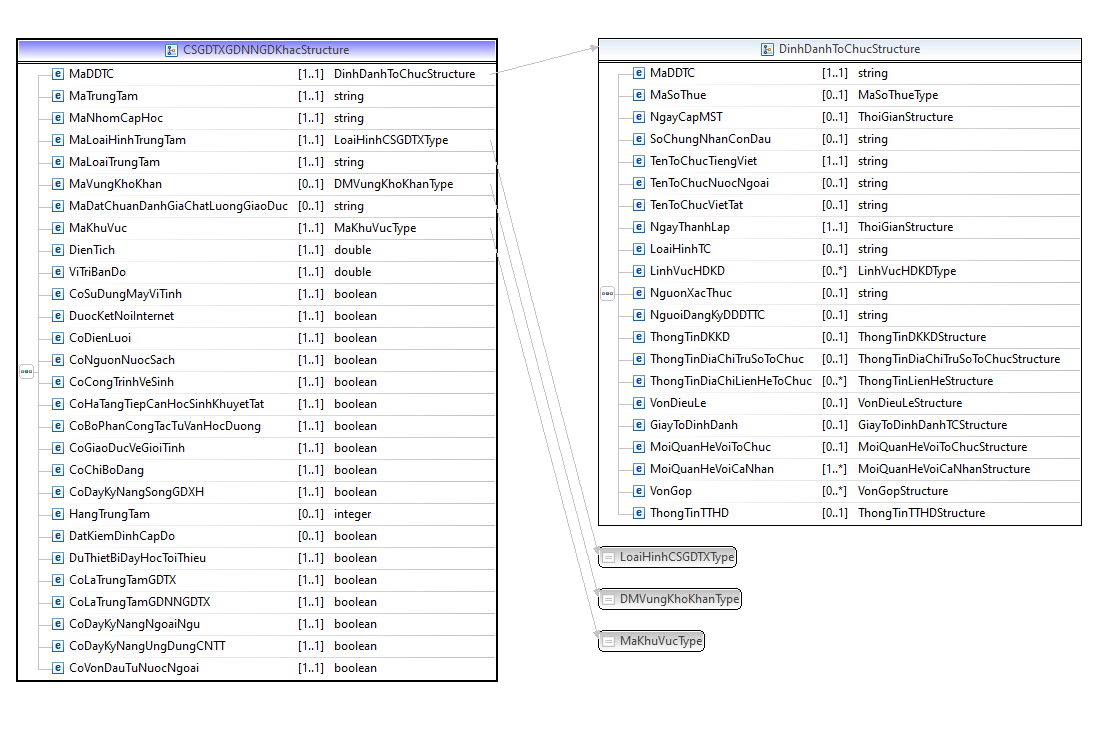 CSGDTXGDNNGDKhacStructure
MaDDTC [1..1] DinhDanhToChucStructure
MaTrungTam [1..1] string
MaNhomCapHoc [1..1] string
MaLoaiHinhTrungTam [1..1] LoaiHinhCSGDTXType
MaLoaiTrungTam [1..1] string
MaVungKhoKhan [0..1] DMVungKhoKhanType
MaDatChuanDanhGiaChatLuongGiaoDuc [0..1] string
MaKhuVuc [1..1] MaKhuVucType
DienTich [1..1] double
ViTriBanDo [1..1] double
CoSuDungMayViTinh [1..1] boolean
DuocKetNoiInternet [1..1] boolean
CoDienLuoi [1..1] boolean
CoNguonNuocSach [1..1] boolean
CoCongTrinhVeSinh [1..1] boolean
CoHaTangTiepCanHocSinhKhuyetTat [1..1] boolean
CoBoPhanCongTacTuVanHocDuong [1..1] boolean
CoGiaoDucVeGioiTinh [1..1] boolean
CoChiBoDang [1..1] boolean
CoDayKyNangSongGDXH [1..1] boolean
HangTrungTam [0..1] integer
DatKiemDinhCapDo [0..1] boolean
DuThietBiDayHocToiThieu [1..1] boolean
CoLaTrungTamGDTX [1..1] boolean
CoLaTrungTamGDNNGDTX [1..1] boolean
CoDayKyNangNgoaiNgu [1..1] boolean
CoDayKyNangUngDungCNTT [1..1] boolean
CoVonDauTuNuocNgoai [1..1] boolean
DinhDanhToChucStructure
MaDDTC [1..1] string
MaSoThue [0..1] MaSoThueType
NgayCapMST [0..1] ThoiGianStructure
SoChungNhanConDau [0..1] string
TenToChucTiengViet [1..1] string
TenToChucNuocNgoai [0..1] string
TenToChucVietTat [0..1] string
NgayThanhLap [1..1] ThoiGianStructure
LoaiHinhTC [0..1] string
LinhVucHDKD [0..*] LinhVucHDKDType
NguonXacThuc [0..1] string
NguoiDangKyDDDTTC [0..1] string
ThongTinDKKD [0..1] ThongTinDKKDStructure
ThongTinDiaChiTruSoToChuc [0..1] ThongTinDiaChiTruSoToChucStructure
ThongTinDiaChiLienHeToChuc [0..*] ThongTinLienHeStructure
VonDieuLe [0..1] VonDieuLeStructure
GiayToDinhDanh [0..1] GiayToDinhDanhTCStructure
MoiQuanHeVoiToChuc [0..1] MoiQuanHeVoiToChucStructure
MoiQuanHeVoiCaNhan [1..*] MoiQuanHeVoiCaNhanStructure
VonGop [0..*] VonGopStructure
ThongTinTTHD [0..1] ThongTinTTHDStructure
LoaiHinhCSGDTXType
DMVungKhoKhanType
MaKhuVucType